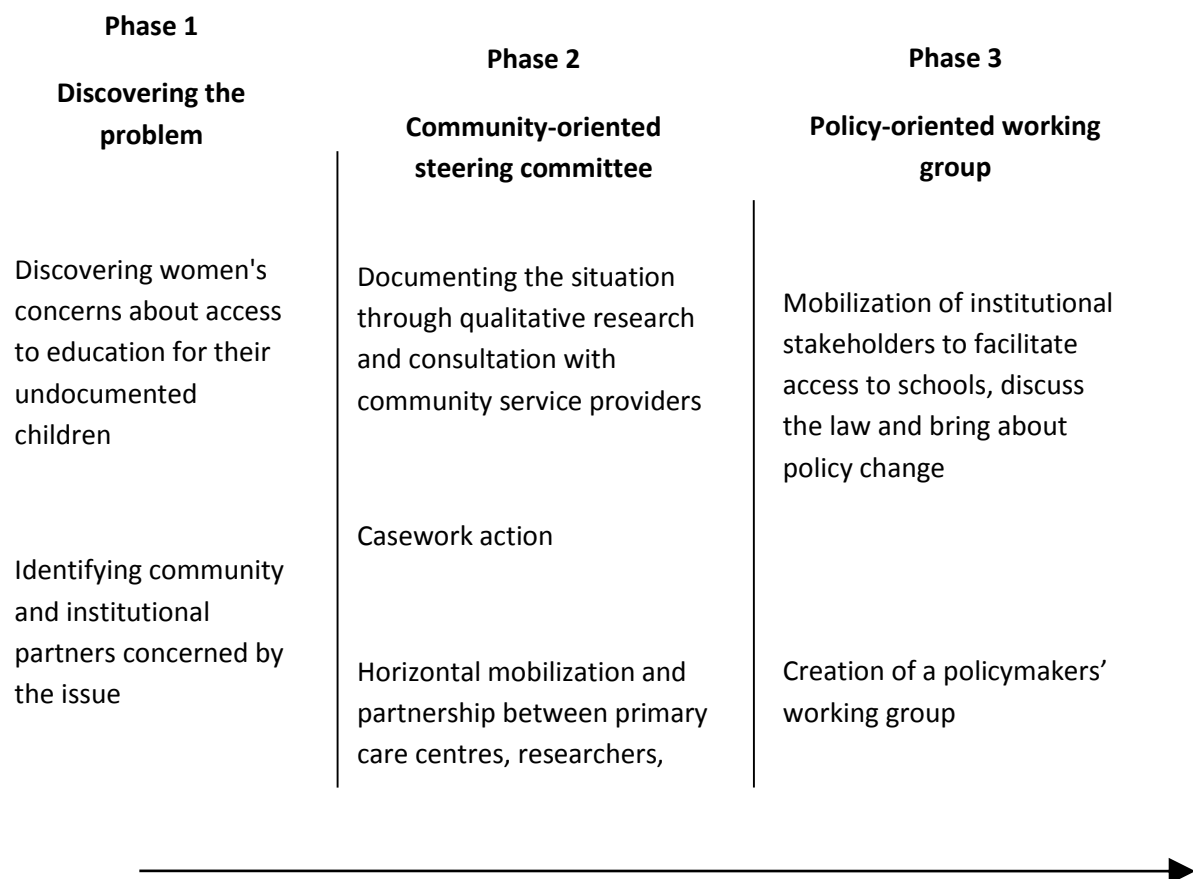 Phase 1
Discovering the
problem
Discovering women's
concerns about access
to education for their
undocumented
children
Identifying community
and institutional
partners concerned by
the issue
Phase 2
Community-oriented
steering committee
Documenting the situation
through qualitative research
and consultation with
community service providers
Casework action
Horizontal mobilization and
partnership between primary
care centres, researchers,
Phase 3
Policy-oriented working
group
Mobilization of institutional
stakeholders to facilitate
access to schools, discuss
the law and bring about
policy change
Creation of a policymakers’
working group